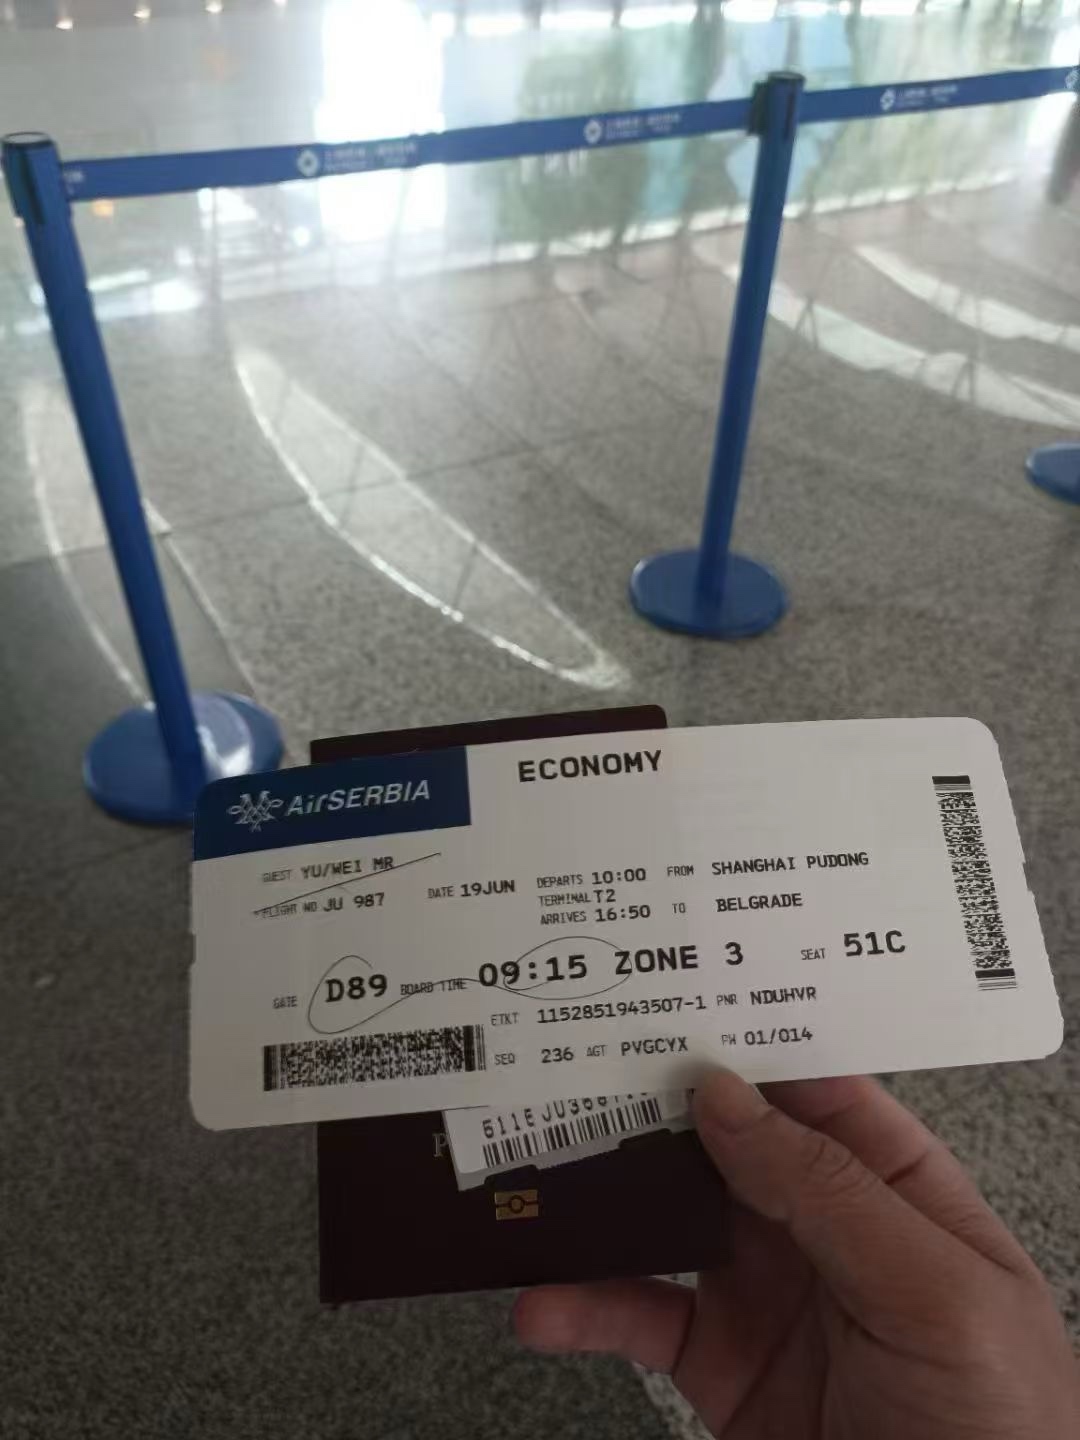 AirSERBIA
ECONOMY
GUEST YU/WEI MR
FLIGHT NO JU 987
DATE 19JUN
DEPARTS 10:00
TERMINAL T2
ARRIVES 16:50
FROM SHANGHAI PUDONG
TO BELGRADE
GATE D89 BOARD TIME 09:15 ZONE 3 SEAT 51C
ETKT 1152851943507-1 PNR NDUHVR
SEQ 236 AGT PVGCYX PW 01/014